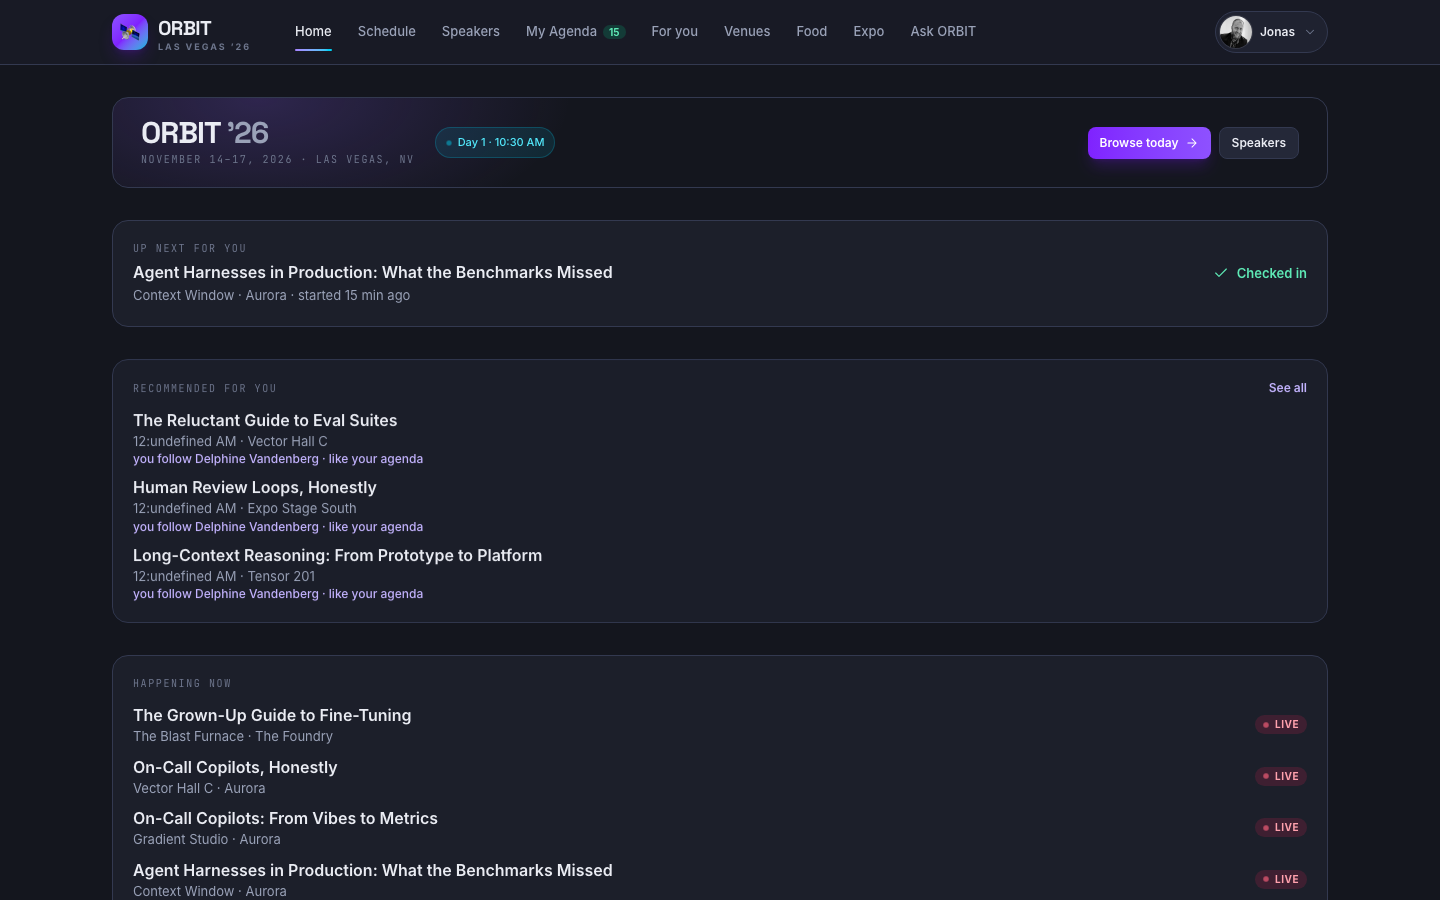 ORBIT
LAS VEGAS '26
Home
Schedule
Speakers
My Agenda 15
For you
Venues
Food
Expo
Ask ORBIT
Jonas
ORBIT ’26
NOVEMBER 14–17, 2026 · LAS VEGAS, NV
Day 1 · 10:30 AM
Browse today →
Speakers
UP NEXT FOR YOU
Agent Harnesses in Production: What the Benchmarks Missed
Context Window · Aurora · started 15 min ago
Checked in
RECOMMENDED FOR YOU
See all
The Reluctant Guide to Eval Suites
12:undefined AM · Vector Hall C
you follow Delphine Vandenberg · like your agenda
Human Review Loops, Honestly
12:undefined AM · Expo Stage South
you follow Delphine Vandenberg · like your agenda
Long-Context Reasoning: From Prototype to Platform
12:undefined AM · Tensor 201
you follow Delphine Vandenberg · like your agenda
HAPPENING NOW
The Grown-Up Guide to Fine-Tuning
The Blast Furnace · The Foundry
LIVE
On-Call Copilots, Honestly
Vector Hall C · Aurora
LIVE
On-Call Copilots: From Vibes to Metrics
Gradient Studio · Aurora
LIVE
Agent Harnesses in Production: What the Benchmarks Missed
Context Window · Aurora
LIVE